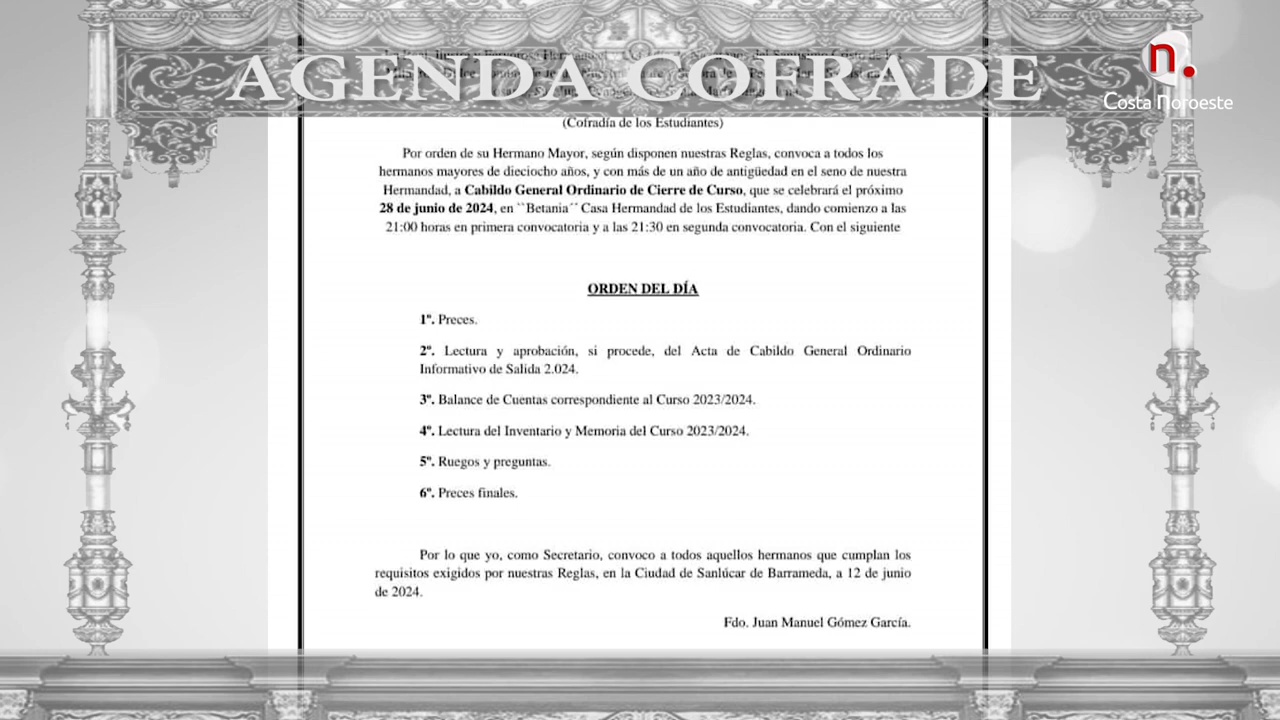 AGENDA COFRADE
n.
Costa Noroeste
(Cofradía de los Estudiantes)
Por orden de su Hermano Mayor, según disponen nuestras Reglas, convoca a todos los
hermanos mayores de dieciocho años, y con más de un año de antigüedad en el seno de nuestra
Hermandad, a Cabildo General Ordinario de Cierre de Curso, que se celebrará el próximo
28 de junio de 2024, en ``Betania´´ Casa Hermandad de los Estudiantes, dando comienzo a las
21:00 horas en primera convocatoria y a las 21:30 en segunda convocatoria. Con el siguiente
ORDEN DEL DÍA
1º. Preces.
2º. Lectura y aprobación, si procede, del Acta de Cabildo General Ordinario
Informativo de Salida 2.024.
3º. Balance de Cuentas correspondiente al Curso 2023/2024.
4º. Lectura del Inventario y Memoria del Curso 2023/2024.
5º. Ruegos y preguntas.
6º. Preces finales.
Por lo que yo, como Secretario, convoco a todos aquellos hermanos que cumplan los
requisitos exigidos por nuestras Reglas, en la Ciudad de Sanlúcar de Barrameda, a 12 de junio
de 2024.
Fdo. Juan Manuel Gómez García.